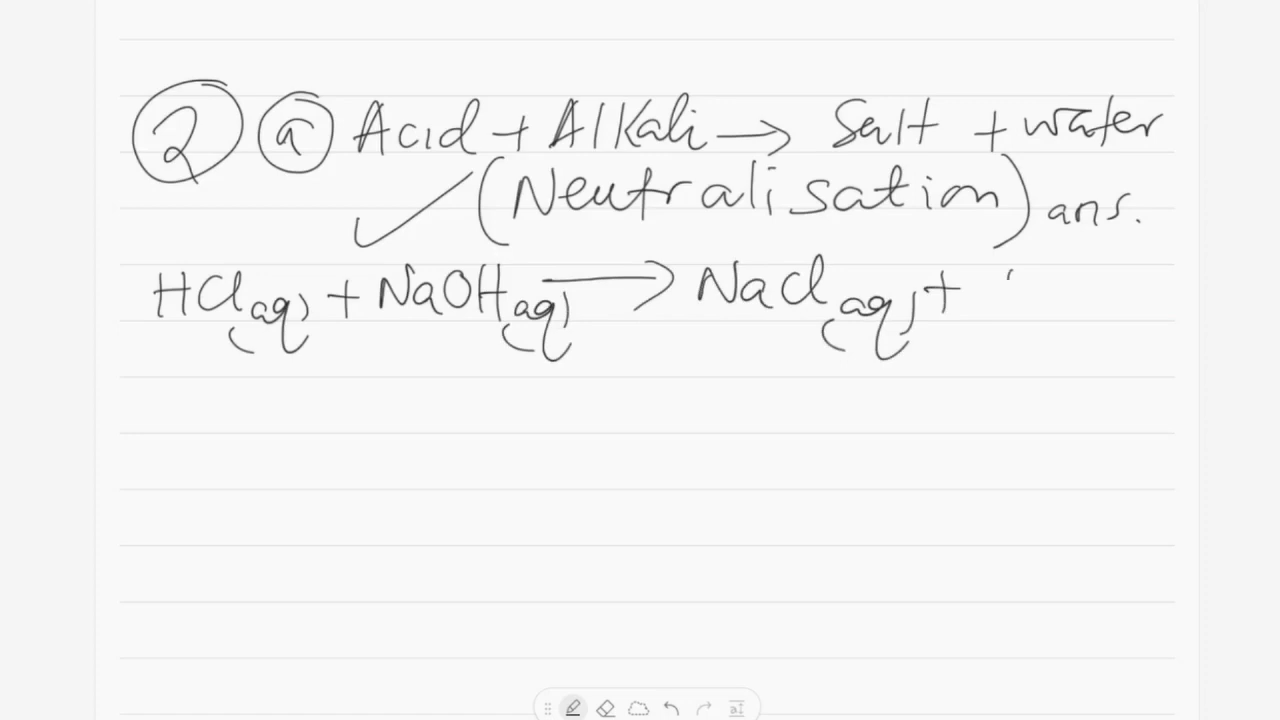 2 a Acid + Alkali → Salt + water
(Neutralisation) ans.
HCl(aq) + NaOH(aq) → NaCl(aq) +